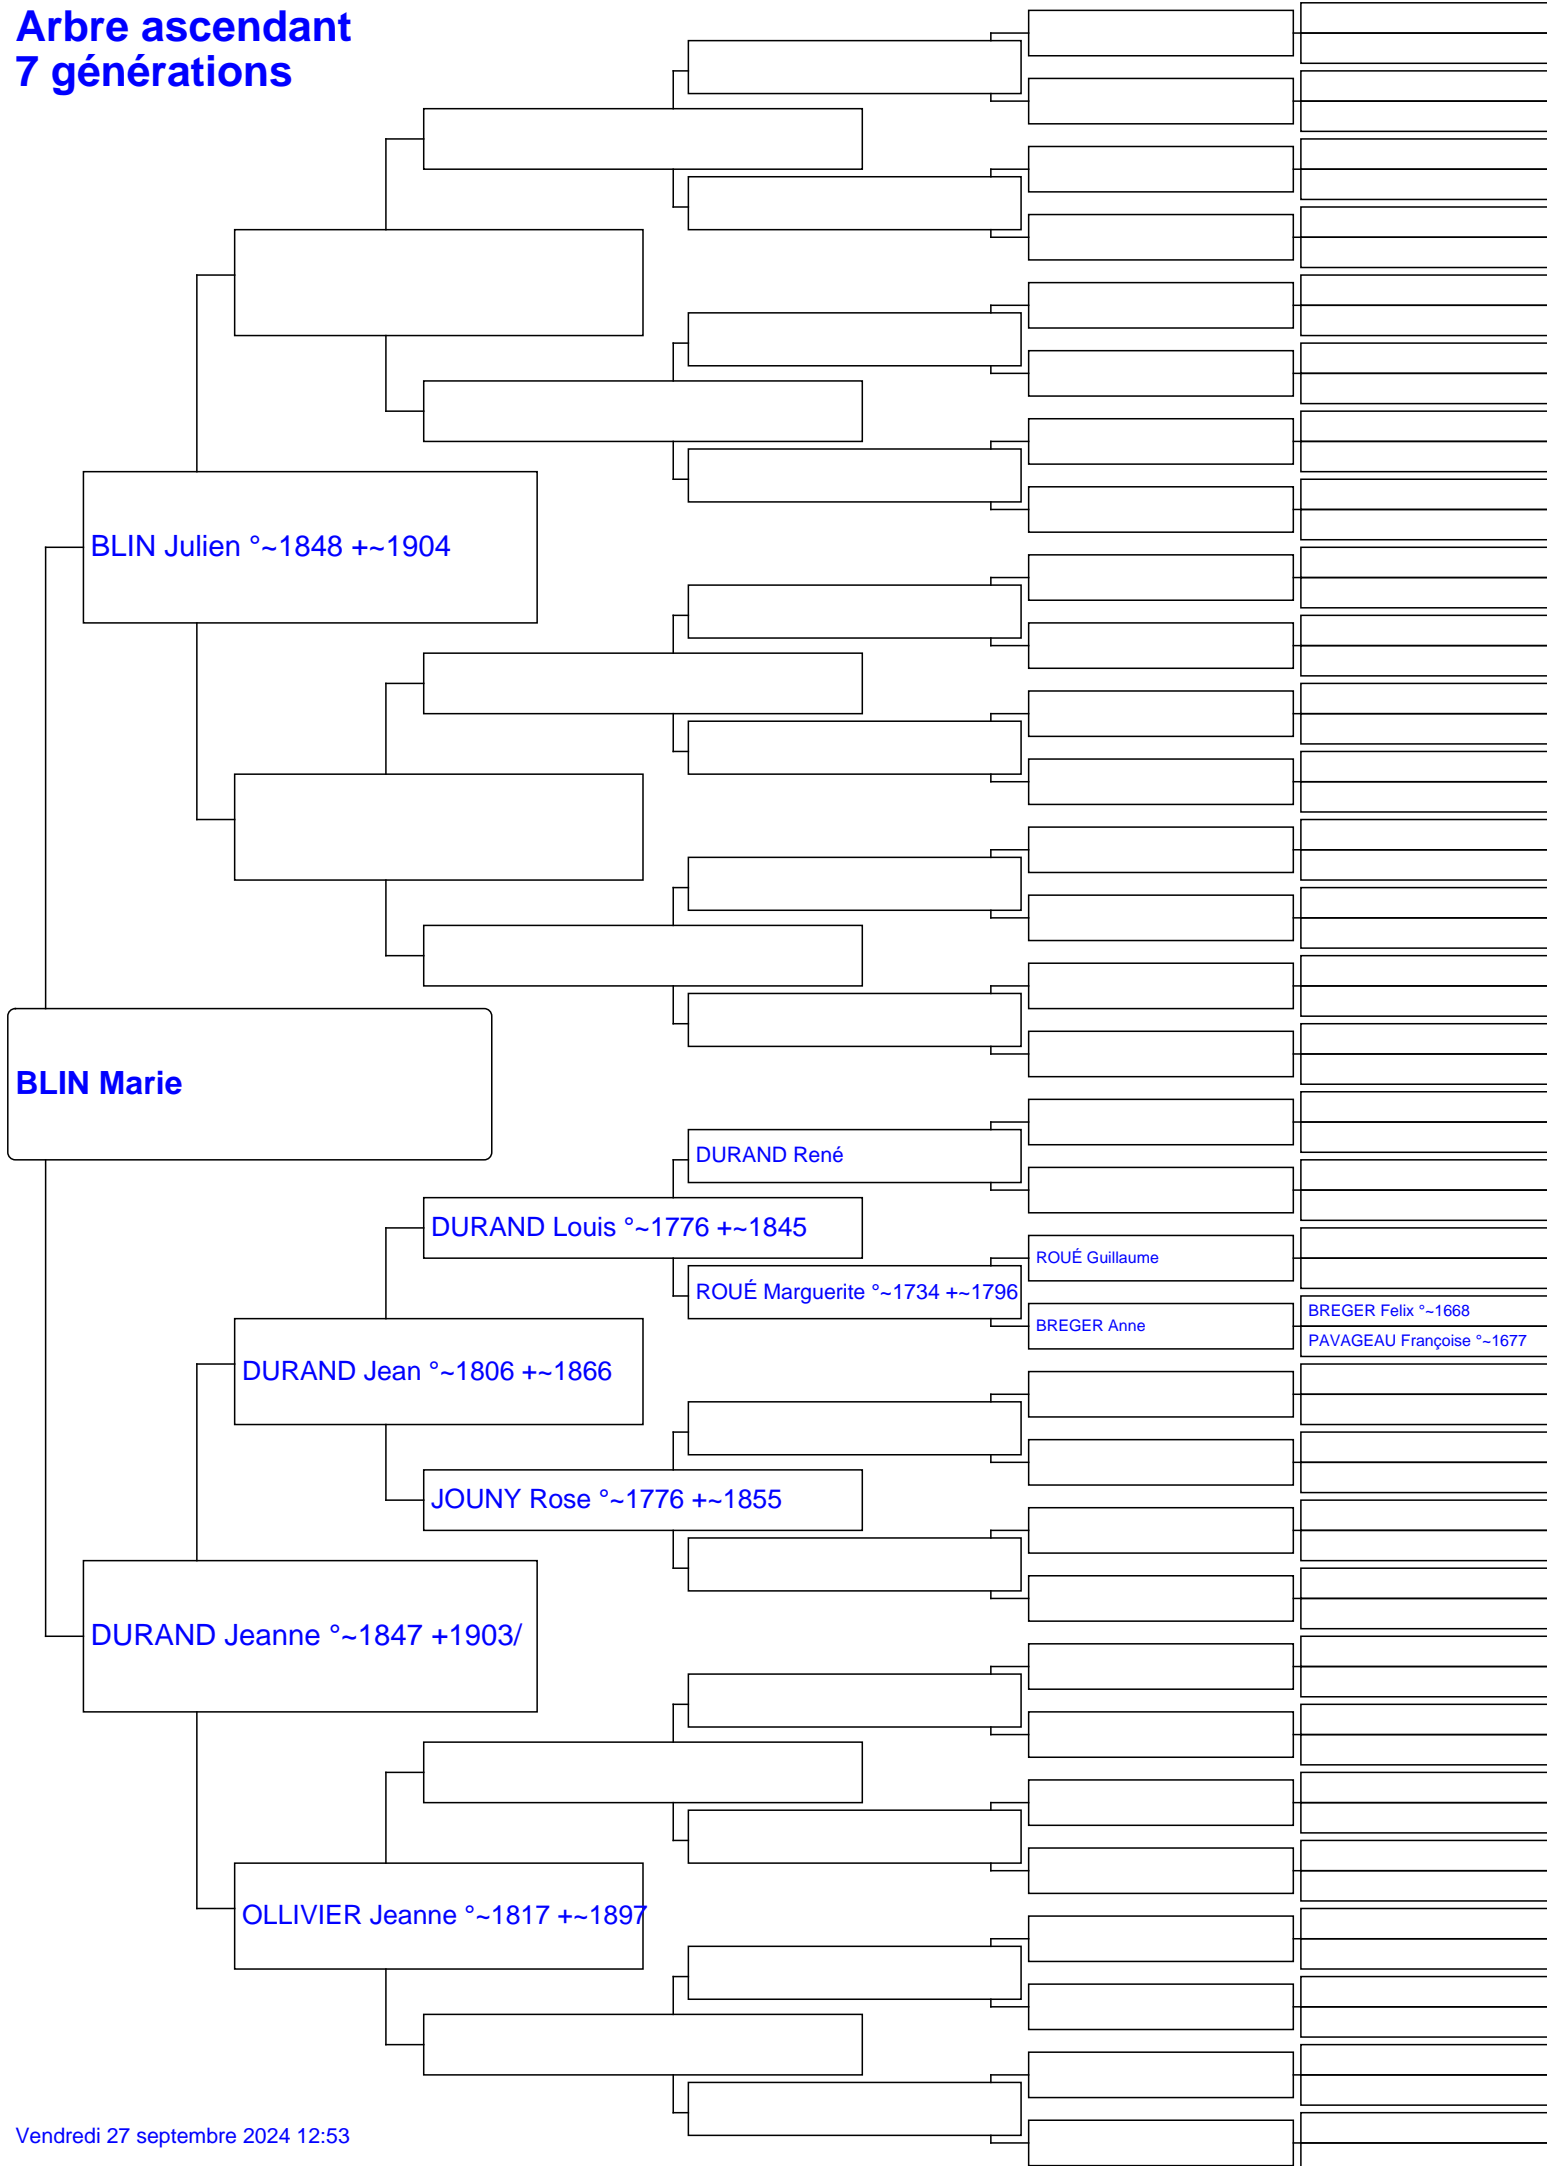 Arbre ascendant
7 générations
BLIN Julien °~1848 +~1904
BLIN Marie
DURAND René
DURAND Louis °~1776 +~1845
ROUÉ Guillaume
ROUÉ Marguerite °~1734 +~1796
BREGER Felix °~1668
BREGER Anne
PAVAGEAU Françoise °~1677
DURAND Jean °~1806 +~1866
JOUNY Rose °~1776 +~1855
DURAND Jeanne °~1847 +1903/
OLLIVIER Jeanne °~1817 +~1897
Vendredi 27 septembre 2024 12:53